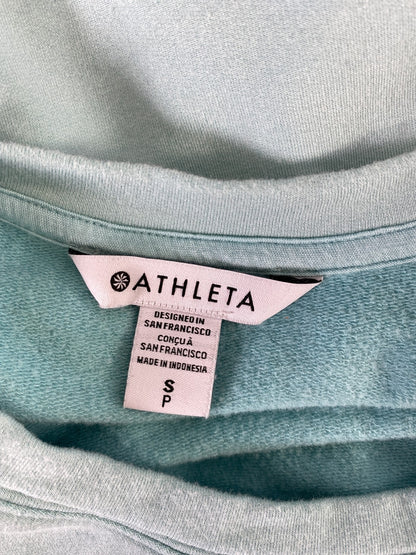 ATHLETA
DESIGNED IN
SAN FRANCISCO
CONÇU À
SAN FRANCISCO
MADE IN INDONESIA
S
P